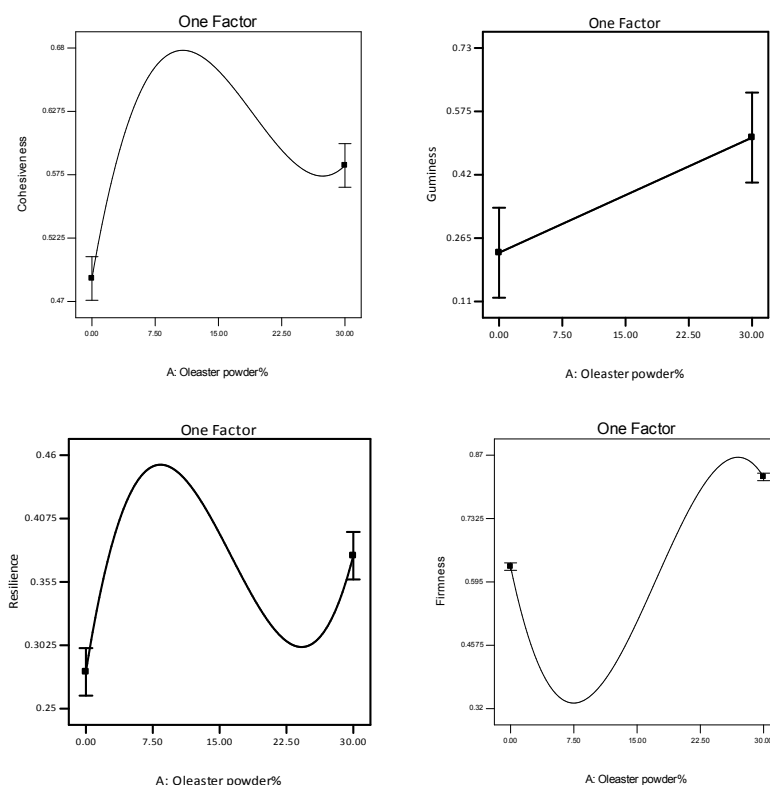 One Factor
0.68
0.6275
0.575
0.5225
0.47
Cohesiveness
0.00 7.50 15.00 22.50 30.00
A: Oleaster powder%
One Factor
0.73
0.575
0.42
0.265
0.11
Guminess
0.00 7.50 15.00 22.50 30.00
A: Oleaster powder%
One Factor
0.46
0.4075
0.355
0.3025
0.25
Resilience
0.00 7.50 15.00 22.50 30.00
A: Oleaster powder%
One Factor
0.87
0.7325
0.595
0.4575
0.32
Firmness
0.00 7.50 15.00 22.50 30.00
A: Oleaster powder%